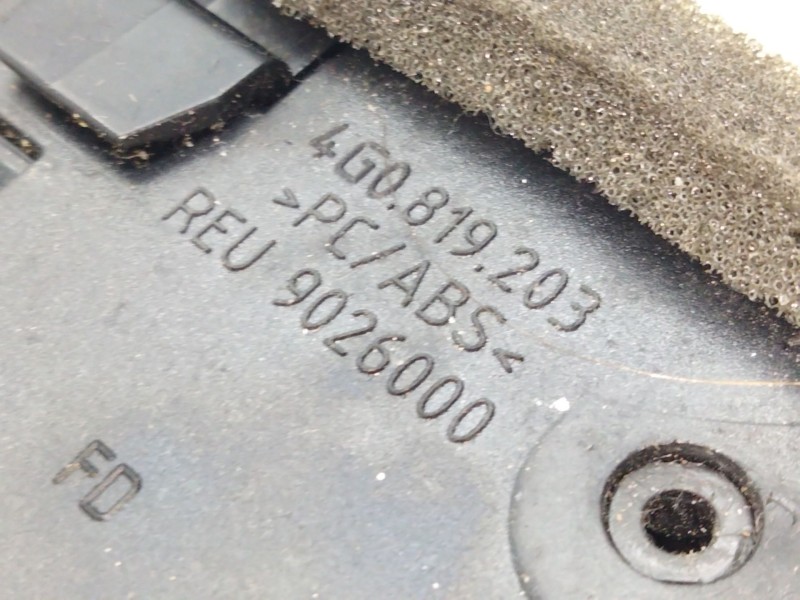 4G0.819.203
>PC/ABS<
REU 9026000
FD